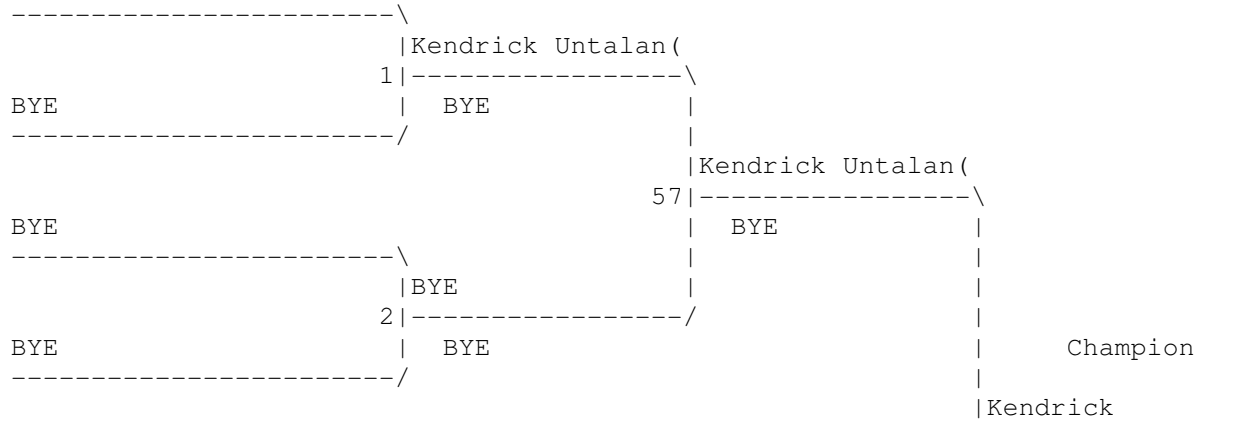 ------------------------\
|Kendrick Untalan(
1|-----------------\
BYE | BYE |
------------------------/ |
|Kendrick Untalan(
57|-----------------\
BYE | BYE |
------------------------\ | |
|BYE | |
2|-----------------/ |
BYE | BYE | Champion
------------------------/ |
|Kendrick